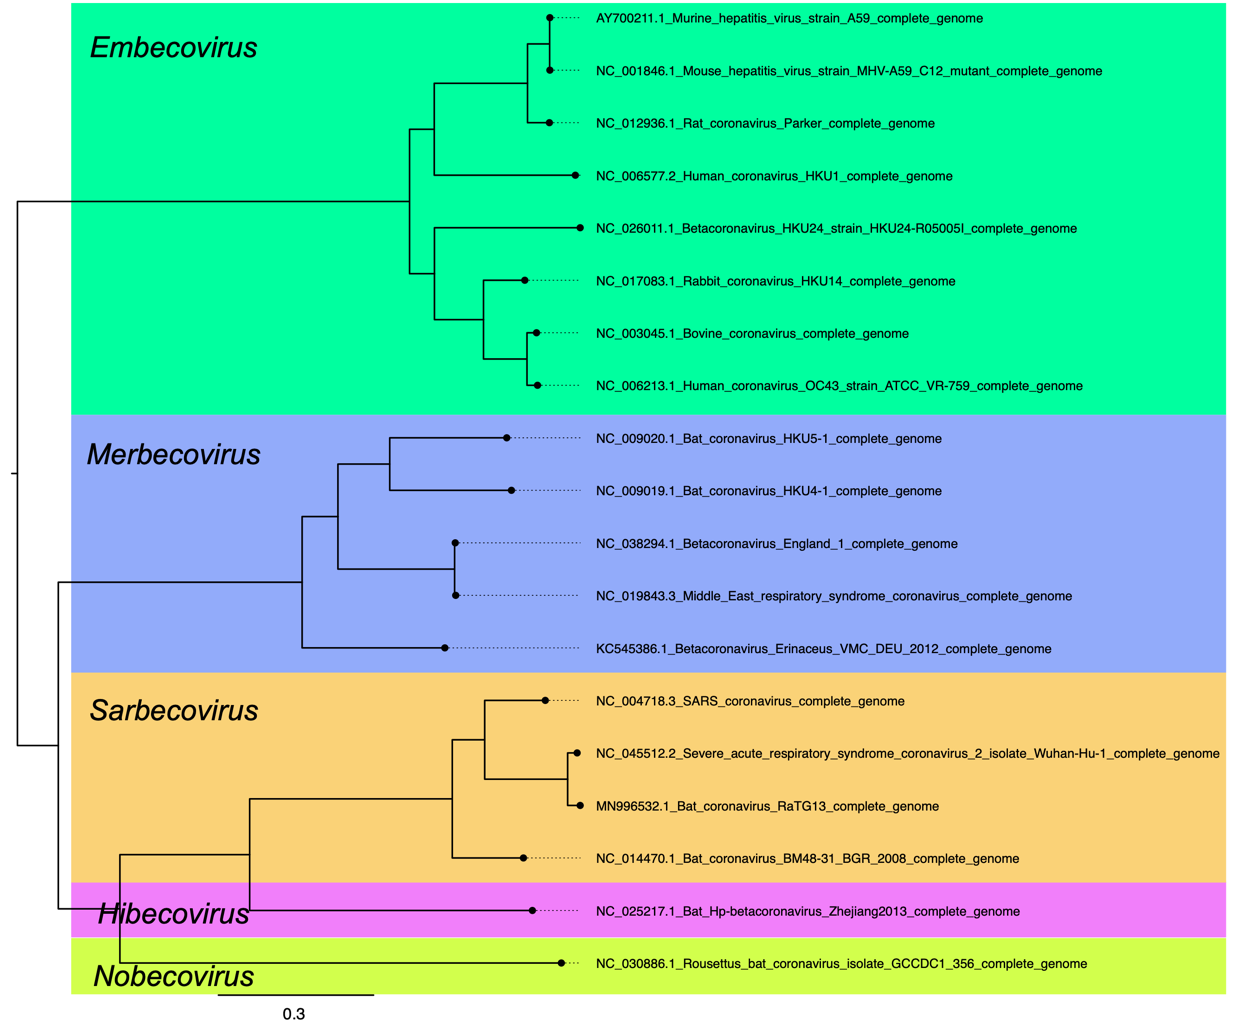 Embecovirus
AY700211.1_Murine_hepatitis_virus_strain_A59_complete_genome
NC_001846.1_Mouse_hepatitis_virus_strain_MHV-A59_C12_mutant_complete_genome
NC_012936.1_Rat_coronavirus_Parker_complete_genome
NC_006577.2_Human_coronavirus_HKU1_complete_genome
NC_026011.1_Betacoronavirus_HKU24_strain_HKU24-R05005I_complete_genome
NC_017083.1_Rabbit_coronavirus_HKU14_complete_genome
NC_003045.1_Bovine_coronavirus_complete_genome
NC_006213.1_Human_coronavirus_OC43_strain_ATCC_VR-759_complete_genome
Merbecovirus
NC_009020.1_Bat_coronavirus_HKU5-1_complete_genome
NC_009019.1_Bat_coronavirus_HKU4-1_complete_genome
NC_038294.1_Betacoronavirus_England_1_complete_genome
NC_019843.3_Middle_East_respiratory_syndrome_coronavirus_complete_genome
KC545386.1_Betacoronavirus_Erinaceus_VMC_DEU_2012_complete_genome
Sarbecovirus
NC_004718.3_SARS_coronavirus_complete_genome
NC_045512.2_Severe_acute_respiratory_syndrome_coronavirus_2_isolate_Wuhan-Hu-1_complete_genome
MN996532.1_Bat_coronavirus_RaTG13_complete_genome
NC_014470.1_Bat_coronavirus_BM48-31_BGR_2008_complete_genome
Hibecovirus
NC_025217.1_Bat_Hp-betacoronavirus_Zhejiang2013_complete_genome
Nobecovirus
NC_030886.1_Rousettus_bat_coronavirus_isolate_GCCDC1_356_complete_genome
0.3